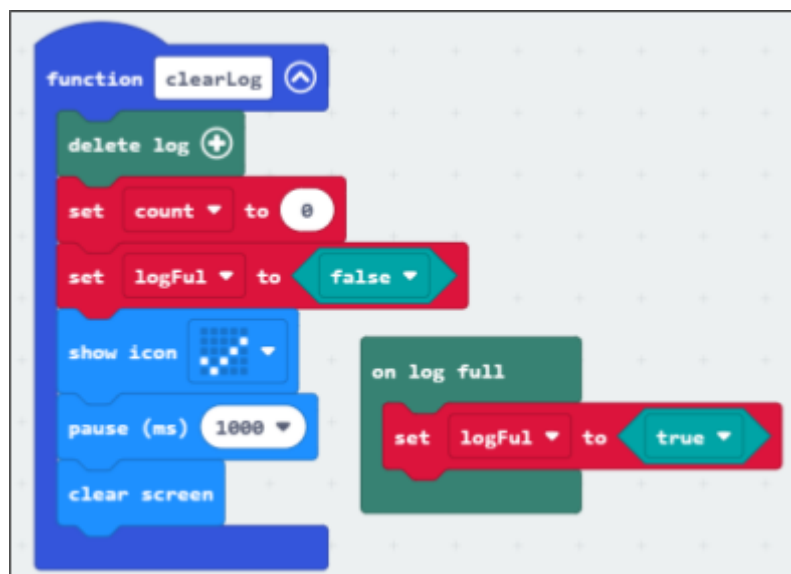 function clearLog
delete log
set count to 0
set logFul to false
show icon
pause (ms) 1000
clear screen
on log full
set logFul to true